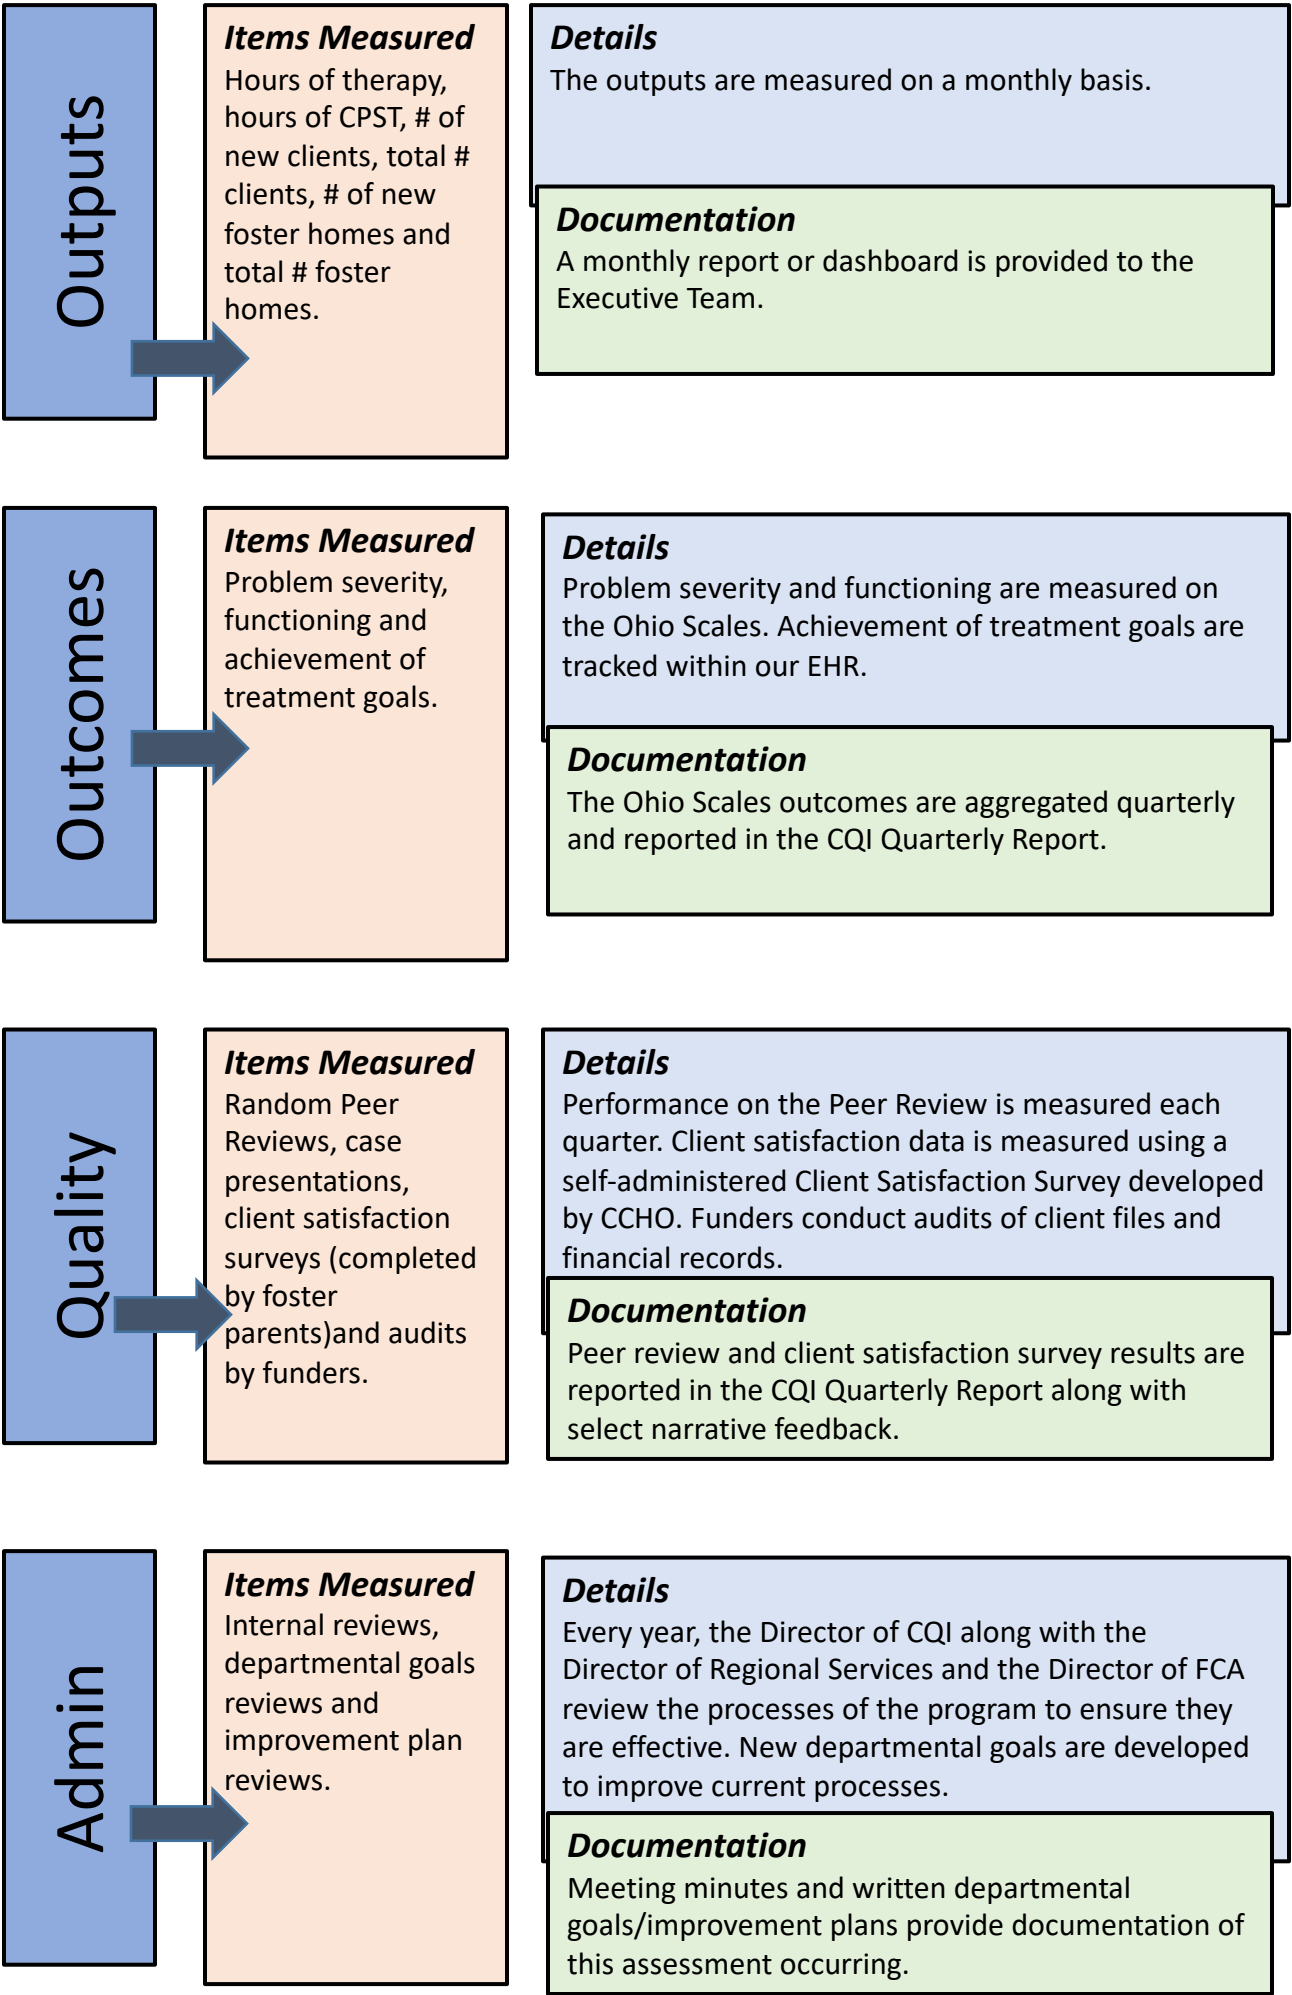 Outputs
Items Measured
Hours of therapy,
hours of CPST, # of
new clients, total #
clients, # of new
foster homes and
total # foster
homes.
Details
The outputs are measured on a monthly basis.
Documentation
A monthly report or dashboard is provided to the
Executive Team.
Outcomes
Items Measured
Problem severity,
functioning and
achievement of
treatment goals.
Details
Problem severity and functioning are measured on
the Ohio Scales. Achievement of treatment goals are
tracked within our EHR.
Documentation
The Ohio Scales outcomes are aggregated quarterly
and reported in the CQI Quarterly Report.
Quality
Items Measured
Random Peer
Reviews, case
presentations,
client satisfaction
surveys (completed
by foster
parents)and audits
by funders.
Details
Performance on the Peer Review is measured each
quarter. Client satisfaction data is measured using a
self-administered Client Satisfaction Survey developed
by CCHO. Funders conduct audits of client files and
financial records.
Documentation
Peer review and client satisfaction survey results are
reported in the CQI Quarterly Report along with
select narrative feedback.
Admin
Items Measured
Internal reviews,
departmental goals
reviews and
improvement plan
reviews.
Details
Every year, the Director of CQI along with the
Director of Regional Services and the Director of FCA
review the processes of the program to ensure they
are effective. New departmental goals are developed
to improve current processes.
Documentation
Meeting minutes and written departmental
goals/improvement plans provide documentation of
this assessment occurring.